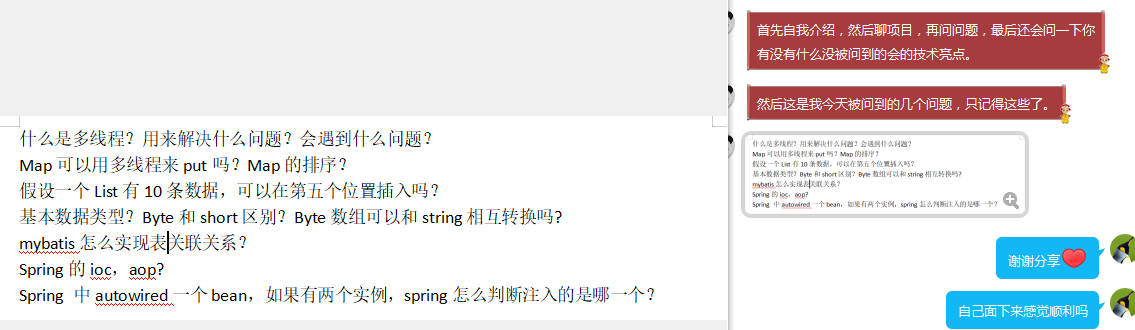 什么是多线程？用来解决什么问题？会遇到什么问题？
Map 可以用多线程来 put 吗？Map 的排序？
假设一个 List 有 10 条数据，可以在第五个位置插入吗？
基本数据类型？Byte 和 short 区别？Byte 数组可以和 string 相互转换吗?
mybatis 怎么实现表关联关系？
Spring 的 ioc，aop?
Spring 中 autowired 一个 bean，如果有两个实例，spring 怎么判断注入的是哪一个？
首先自我介绍，然后聊项目，再问问题，最后还会问一下你
有没有什么没被问到的会的技术亮点。
然后这是我今天被问到的几个问题，只记得这些了。
什么是多线程？用来解决什么问题？会遇到什么问题？
Map 可以用多线程来 put 吗？Map 的排序？
假设一个 List 有 10 条数据，可以在第五个位置插入吗？
基本数据类型？Byte 和 short 区别？Byte 数组可以和 string 相互转换吗?
mybatis 怎么实现表关联关系？
Spring 的 ioc，aop?
Spring 中 autowired 一个 bean，如果有两个实例，spring 怎么判断注入的是哪一个？
谢谢分享
自己面下来感觉顺利吗